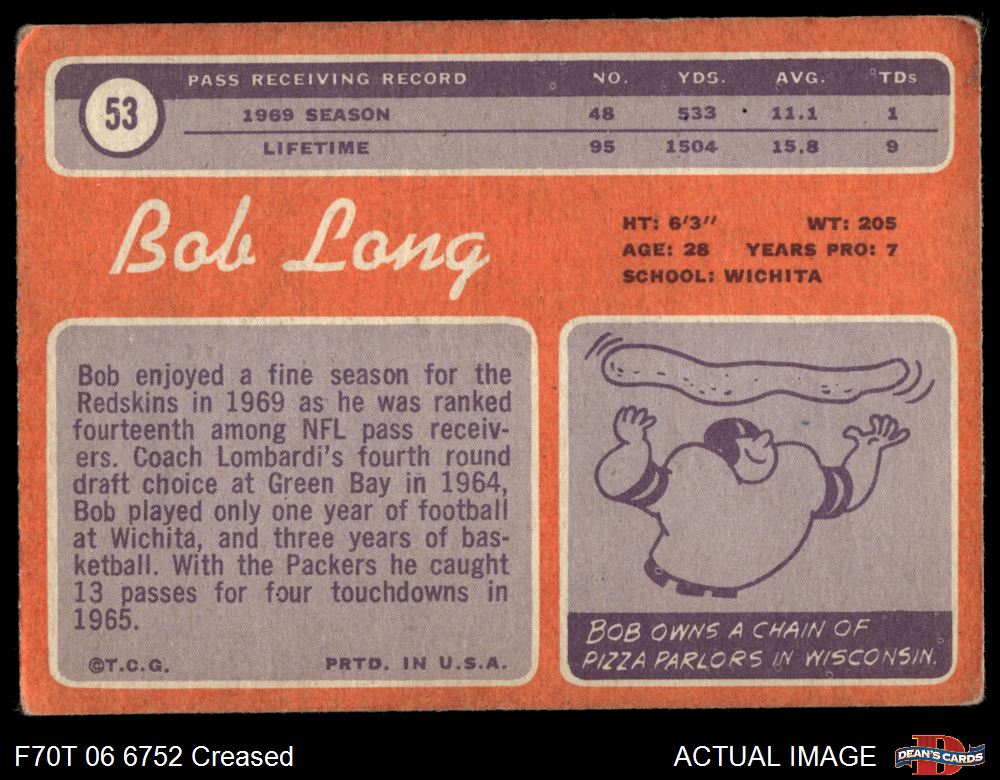 53
PASS RECEIVING RECORD NO. YDS. AVG. TDs
1969 SEASON 48 533 11.1 1
LIFETIME 95 1504 15.8 9
Bob Long
HT: 6'3" WT: 205
AGE: 28 YEARS PRO: 7
SCHOOL: WICHITA
Bob enjoyed a fine season for the
Redskins in 1969 as he was ranked
fourteenth among NFL pass receiv-
ers. Coach Lombardi's fourth round
draft choice at Green Bay in 1964,
Bob played only one year of football
at Wichita, and three years of bas-
ketball. With the Packers he caught
13 passes for four touchdowns in
1965.
©T.C.G. PRTD. IN U.S.A.
BOB OWNS A CHAIN OF
PIZZA PARLORS IN WISCONSIN.
F70T 06 6752 Creased
ACTUAL IMAGE
D
DEAN'S CARDS